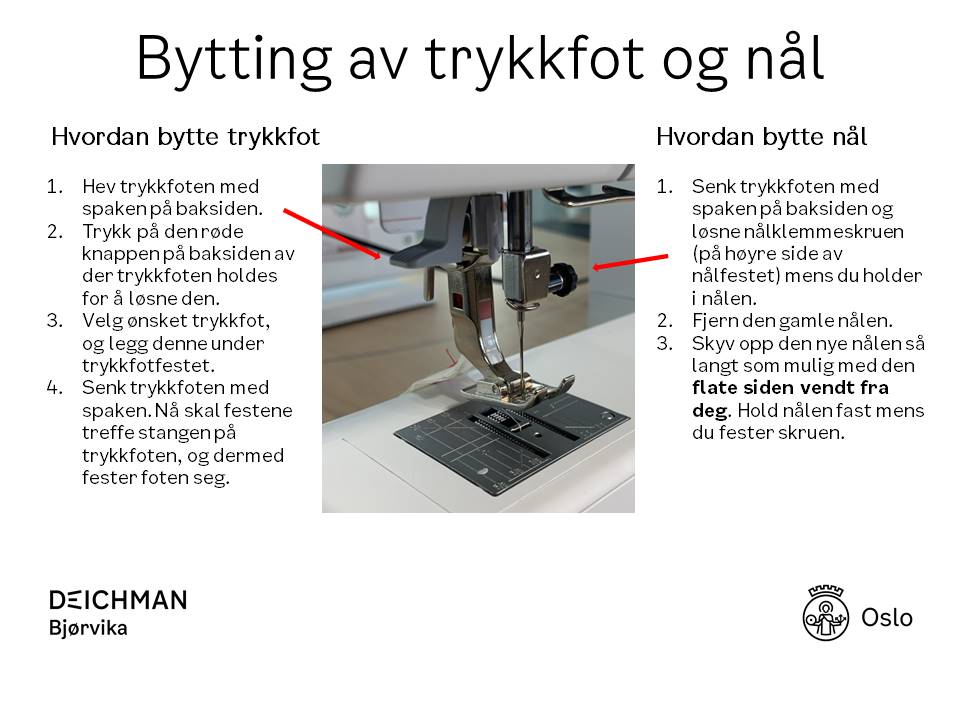 Bytting av trykkfot og nål
Hvordan bytte trykkfot
1. Hev trykkfoten med
spaken på baksiden.
2. Trykk på den røde
knappen på baksiden av
der trykkfoten holdes
for å løsne den.
3. Velg ønsket trykkfot,
og legg denne under
trykkfotfestet.
4. Senk trykkfoten med
spaken. Nå skal festene
treffe stangen på
trykkfoten, og dermed
fester foten seg.
Hvordan bytte nål
1. Senk trykkfoten med
spaken på baksiden og
løsne nålklemmeskruen
(på høyre side av
nålfestet) mens du holder
i nålen.
2. Fjern den gamle nålen.
3. Skyv opp den nye nålen så
langt som mulig med den
flate siden vendt fra
deg. Hold nålen fast mens
du fester skruen.
DEICHMAN
Bjørvika
Oslo